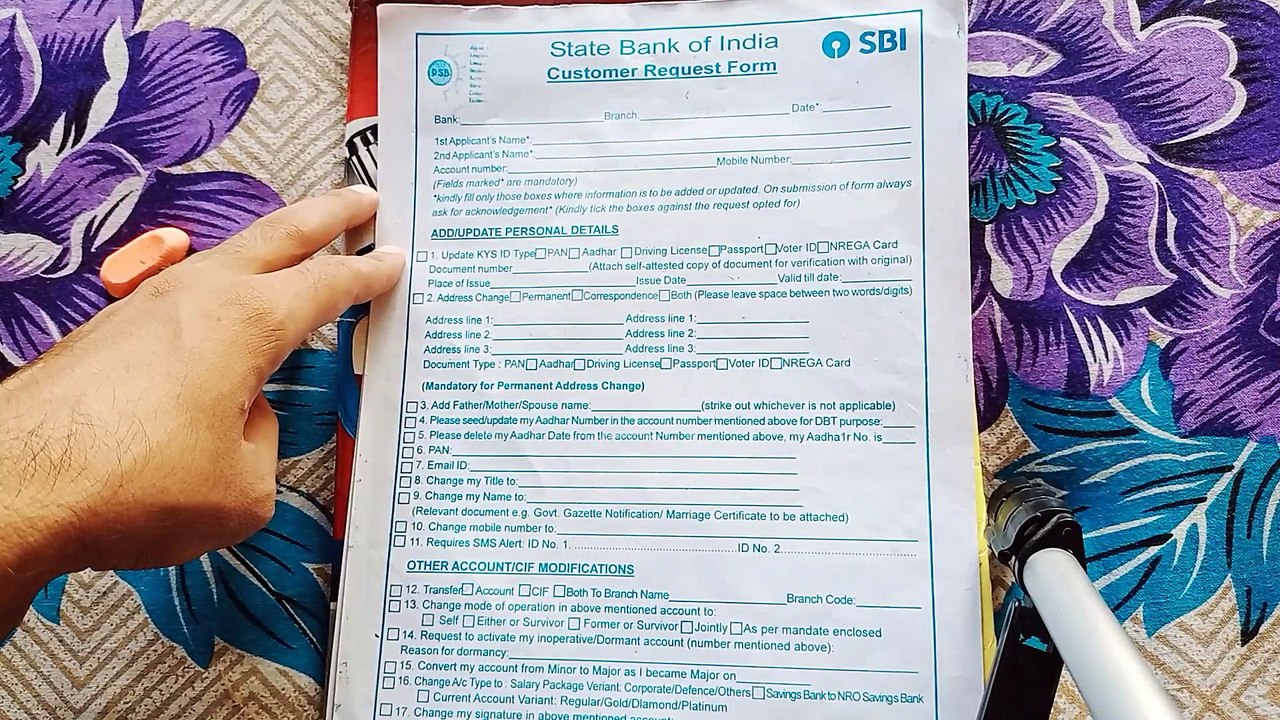 State Bank of India
SBI
Customer Request Form
PSB
Bank: Branch. Date*:
1st Applicant's Name*:
2nd Applicant's Name*:
Account number: Mobile Number:
(Fields marked* are mandatory)
*kindly fill only those boxes where information is to be added or updated. On submission of form always
ask for acknowledgement* (Kindly tick the boxes against the request opted for)
ADD/UPDATE PERSONAL DETAILS
1. Update KYS ID Type PAN Aadhar Driving License Passport Voter ID NREGA Card
Document number (Attach self-attested copy of document for verification with original)
Place of Issue Issue Date Valid till date:
2. Address Change Permanent Correspondence Both (Please leave space between two words/digits)
Address line 1: Address line 1:
Address line 2: Address line 2:
Address line 3: Address line 3:
Document Type : PAN Aadhar Driving License Passport Voter ID NREGA Card
(Mandatory for Permanent Address Change)
3. Add Father/Mother/Spouse name: (strike out whichever is not applicable)
4. Please seed/update my Aadhar Number in the account number mentioned above for DBT purpose:
5. Please delete my Aadhar Date from the account Number mentioned above, my Aadha1r No. is
6. PAN:
7. Email ID:
8. Change my Title to:
9. Change my Name to:
(Relevant document e.g. Govt. Gazette Notification/ Marriage Certificate to be attached)
10. Change mobile number to:
11. Requires SMS Alert: ID No. 1. ID No. 2.
OTHER ACCOUNT/CIF MODIFICATIONS
12. Transfer Account CIF Both To Branch Name Branch Code:
13. Change mode of operation in above mentioned account to:
Self Either or Survivor Former or Survivor Jointly As per mandate enclosed
14. Request to activate my inoperative/Dormant account (number mentioned above):
Reason for dormancy:
15. Convert my account from Minor to Major as I became Major on
16. Change A/c Type to : Salary Package Veriant: Corporate/Defence/Others Savings Bank to NRO Savings Bank
Current Account Variant: Regular/Gold/Dlamond/Platinum
17. Change my signature in above mentioned account